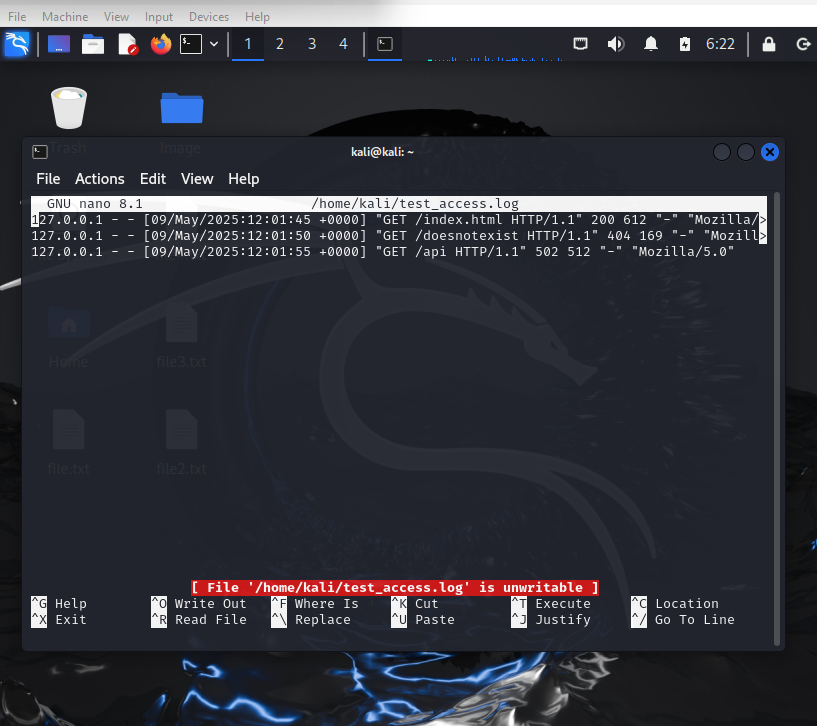 File Machine View Input Devices Help
1 2 3 4 6:22
Trash Image
kali@kali: ~
File Actions Edit View Help
GNU nano 8.1 /home/kali/test_access.log
127.0.0.1 - - [09/May/2025:12:01:45 +0000] "GET /index.html HTTP/1.1" 200 612 "-" "Mozilla/>
127.0.0.1 - - [09/May/2025:12:01:50 +0000] "GET /doesnotexist HTTP/1.1" 404 169 "-" "Mozill>
127.0.0.1 - - [09/May/2025:12:01:55 +0000] "GET /api HTTP/1.1" 502 512 "-" "Mozilla/5.0"
Home file3.txt
file.txt file2.txt
[ File '/home/kali/test_access.log' is unwritable ]
^G Help ^O Write Out ^F Where Is ^K Cut ^T Execute ^C Location
^X Exit ^R Read File ^\ Replace ^U Paste ^J Justify ^/ Go To Line